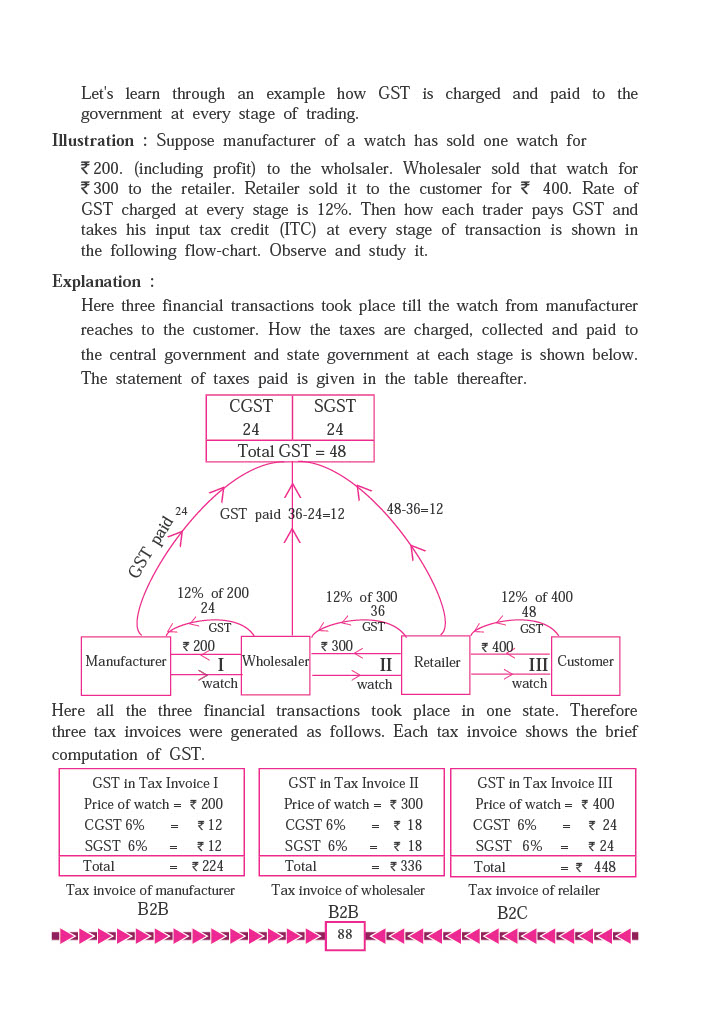 Let's learn through an example how GST is charged and paid to the
government at every stage of trading.
Illustration : Suppose manufacturer of a watch has sold one watch for
₹ 200. (including profit) to the wholsaler. Wholesaler sold that watch for
₹ 300 to the retailer. Retailer sold it to the customer for ₹ 400. Rate of
GST charged at every stage is 12%. Then how each trader pays GST and
takes his input tax credit (ITC) at every stage of transaction is shown in
the following flow-chart. Observe and study it.
Explanation :
Here three financial transactions took place till the watch from manufacturer
reaches to the customer. How the taxes are charged, collected and paid to
the central government and state government at each stage is shown below.
The statement of taxes paid is given in the table thereafter.
CGST SGST
24 24
Total GST = 48
GST paid 24
GST paid 36-24=12
48-36=12
12% of 200
24
GST
12% of 300
36
GST
12% of 400
48
GST
Manufacturer
₹ 200
I
watch
Wholesaler
₹ 300
II
watch
Retailer
₹ 400
III
watch
Customer
Here all the three financial transactions took place in one state. Therefore
three tax invoices were generated as follows. Each tax invoice shows the brief
computation of GST.
GST in Tax Invoice I
Price of watch = ₹ 200
CGST 6% = ₹ 12
SGST 6% = ₹ 12
Total = ₹ 224
Tax invoice of manufacturer
B2B
GST in Tax Invoice II
Price of watch = ₹ 300
CGST 6% = ₹ 18
SGST 6% = ₹ 18
Total = ₹ 336
Tax invoice of wholesaler
B2B
GST in Tax Invoice III
Price of watch = ₹ 400
CGST 6% = ₹ 24
SGST 6% = ₹ 24
Total = ₹ 448
Tax invoice of relailer
B2C
88